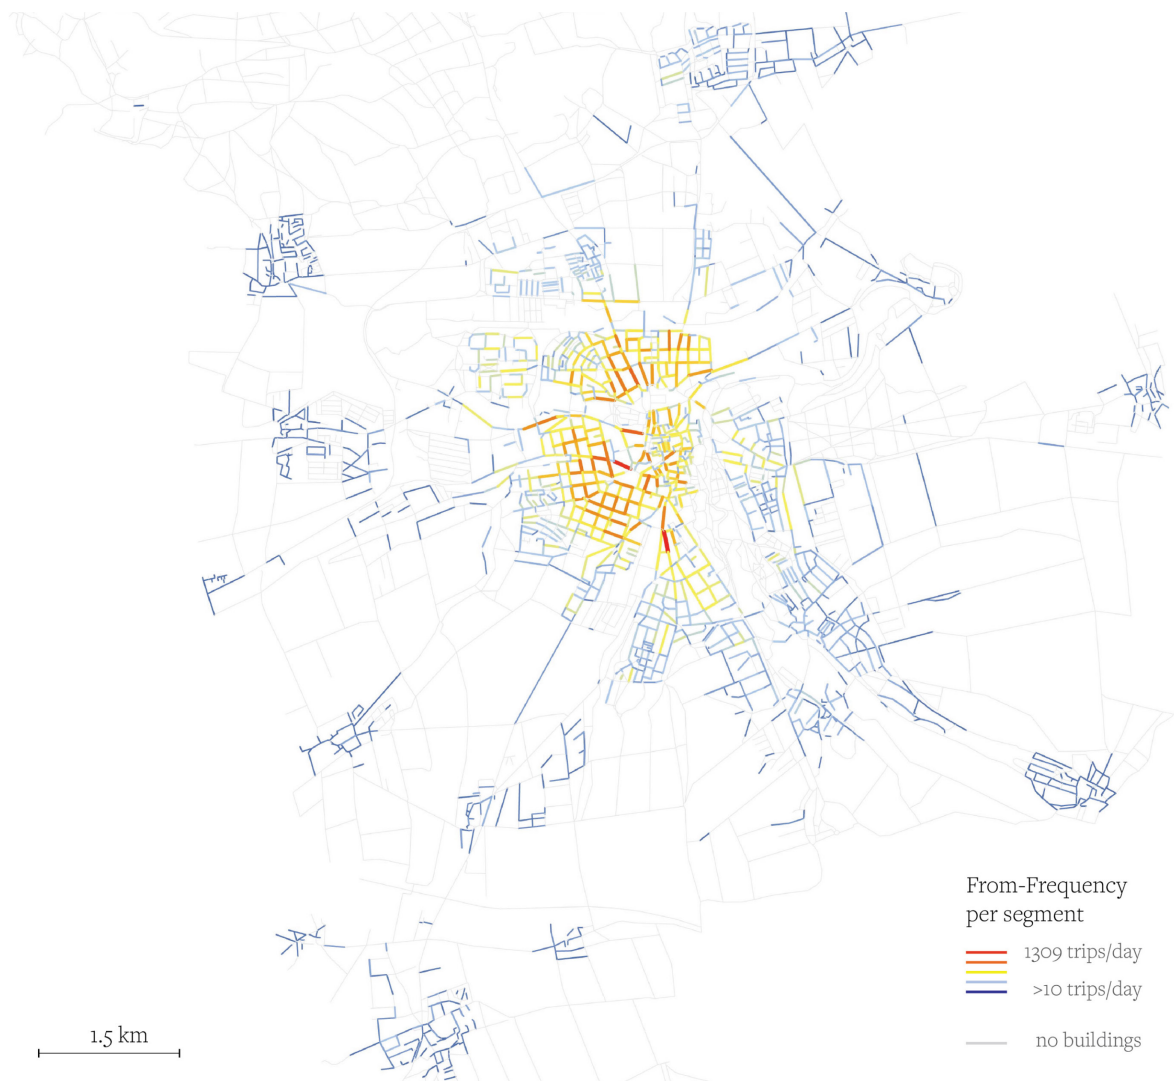 From-Frequency
per segment
1309 trips/day
>10 trips/day
no buildings
1.5 km